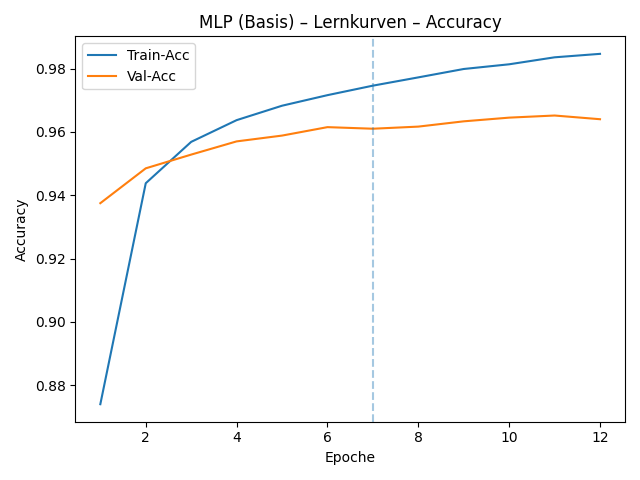 MLP (Basis) – Lernkurven – Accuracy
Train-Acc
Val-Acc
0.98
0.96
0.94
0.92
0.90
0.88
Accuracy
2 4 6 8 10 12
Epoche